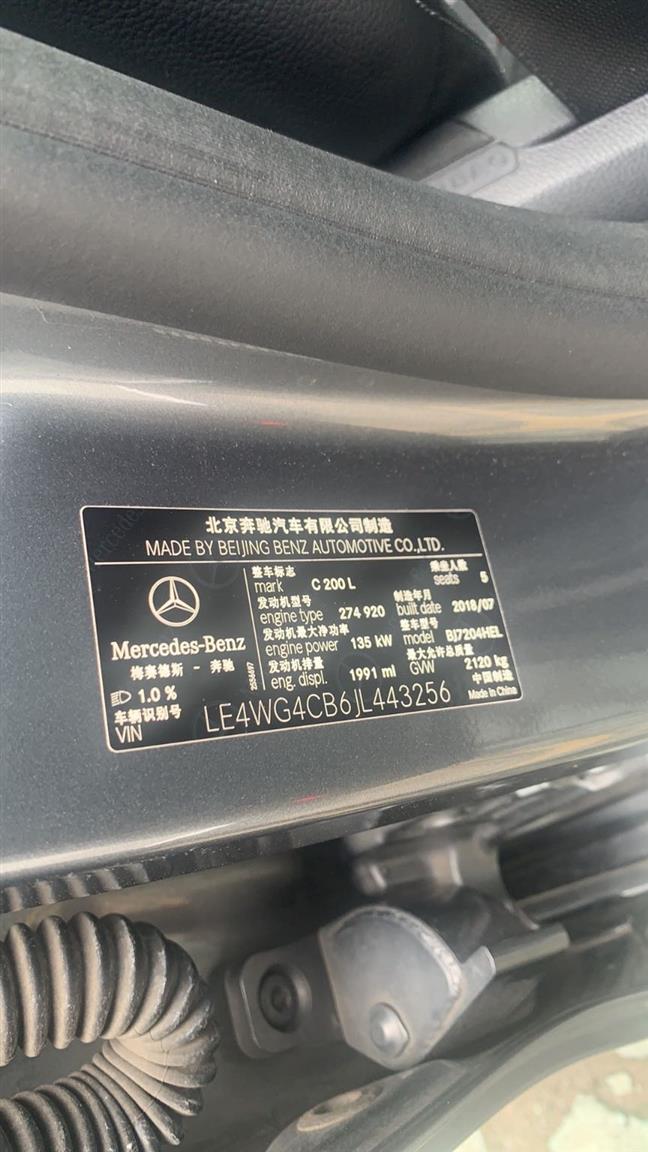 北京奔驰汽车有限公司制造
MADE BY BEIJING BENZ AUTOMOTIVE CO.,LTD.
Mercedes-Benz
梅赛德斯 - 奔驰
1.0 %
整车标志 乘坐人数
mark C 200 L seats 5
发动机型号 制造年月
engine type 274 920 built date 2018/07
发动机最大净功率 整车型号
engine power 135 kW model BJ7204HEL
发动机排量 最大允许总质量
eng. displ 1991 ml GVW 2120 kg
中国制造
Made in China
车辆识别号
VIN LE4WG4CB6JL443256